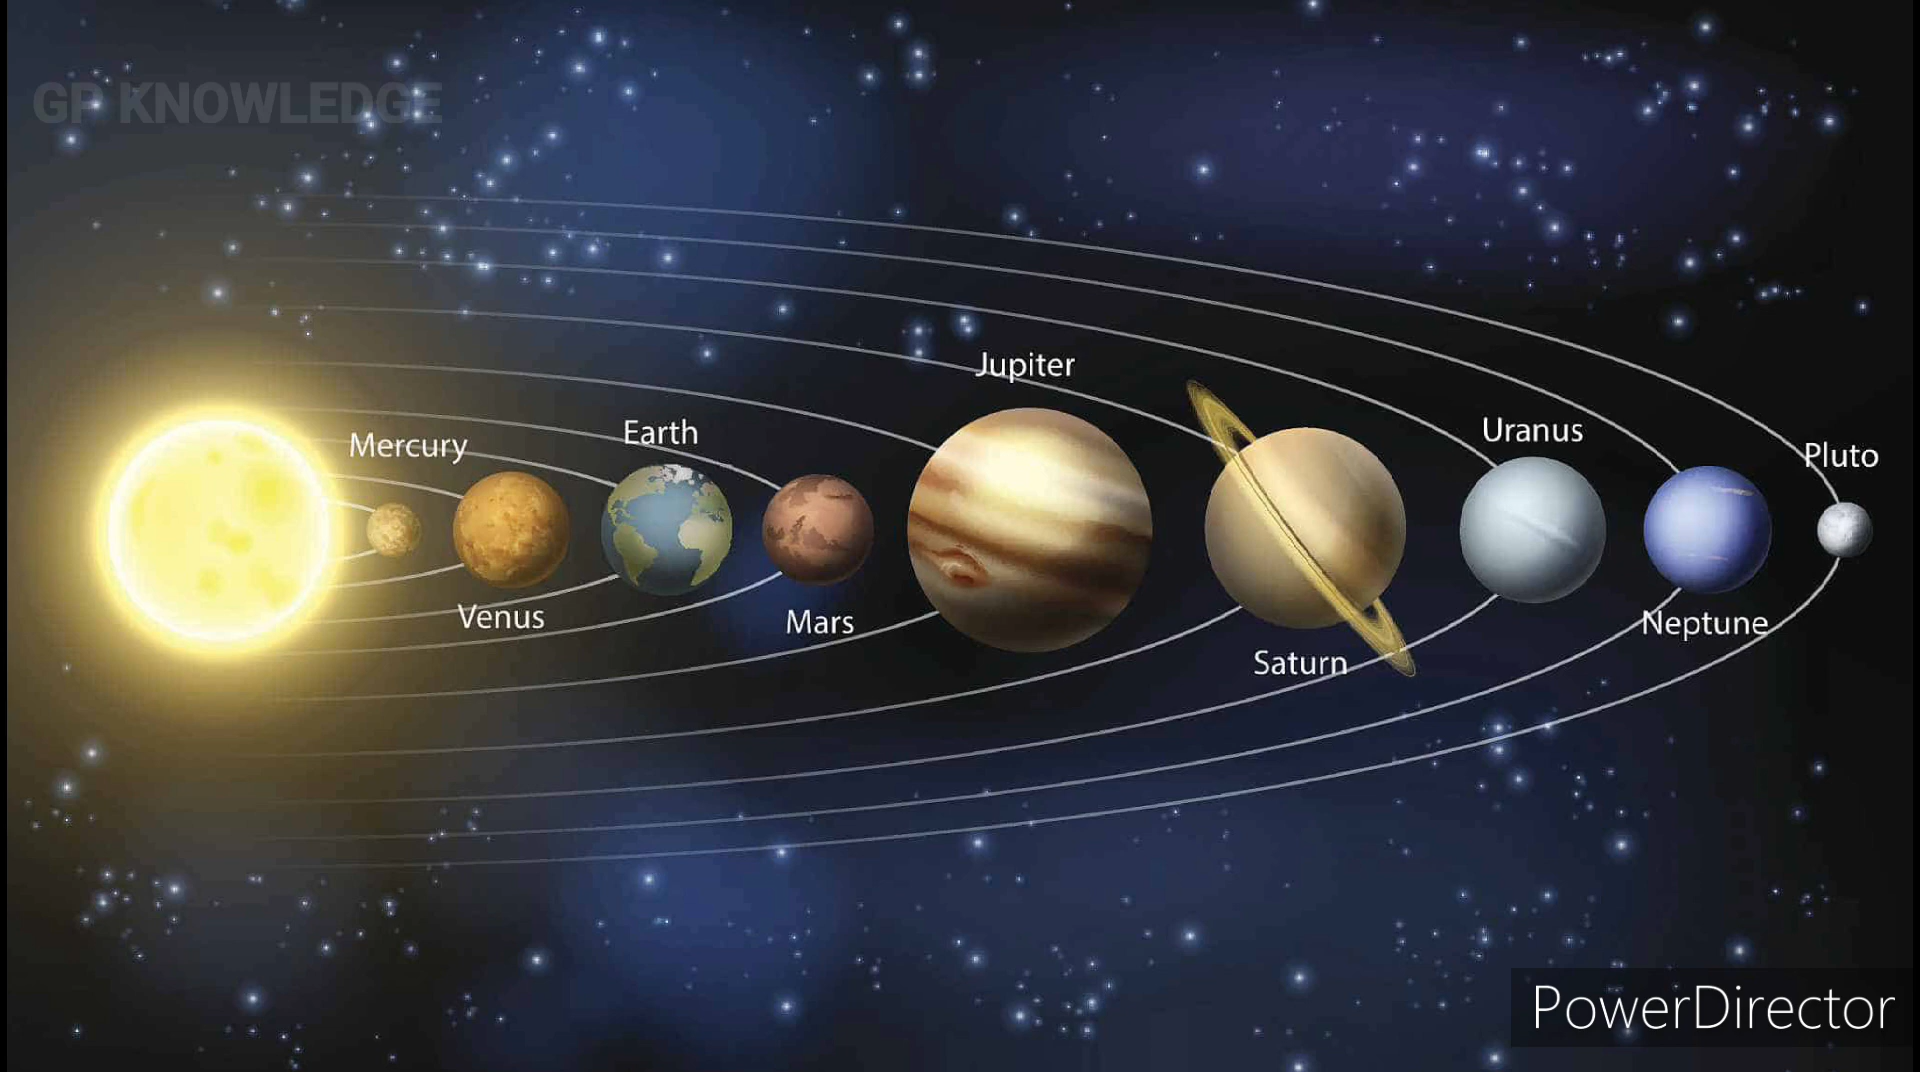 GP KNOWLEDGE
Jupiter
Earth
Uranus
Mercury
Pluto
Venus
Mars
Neptune
Saturn
PowerDirector